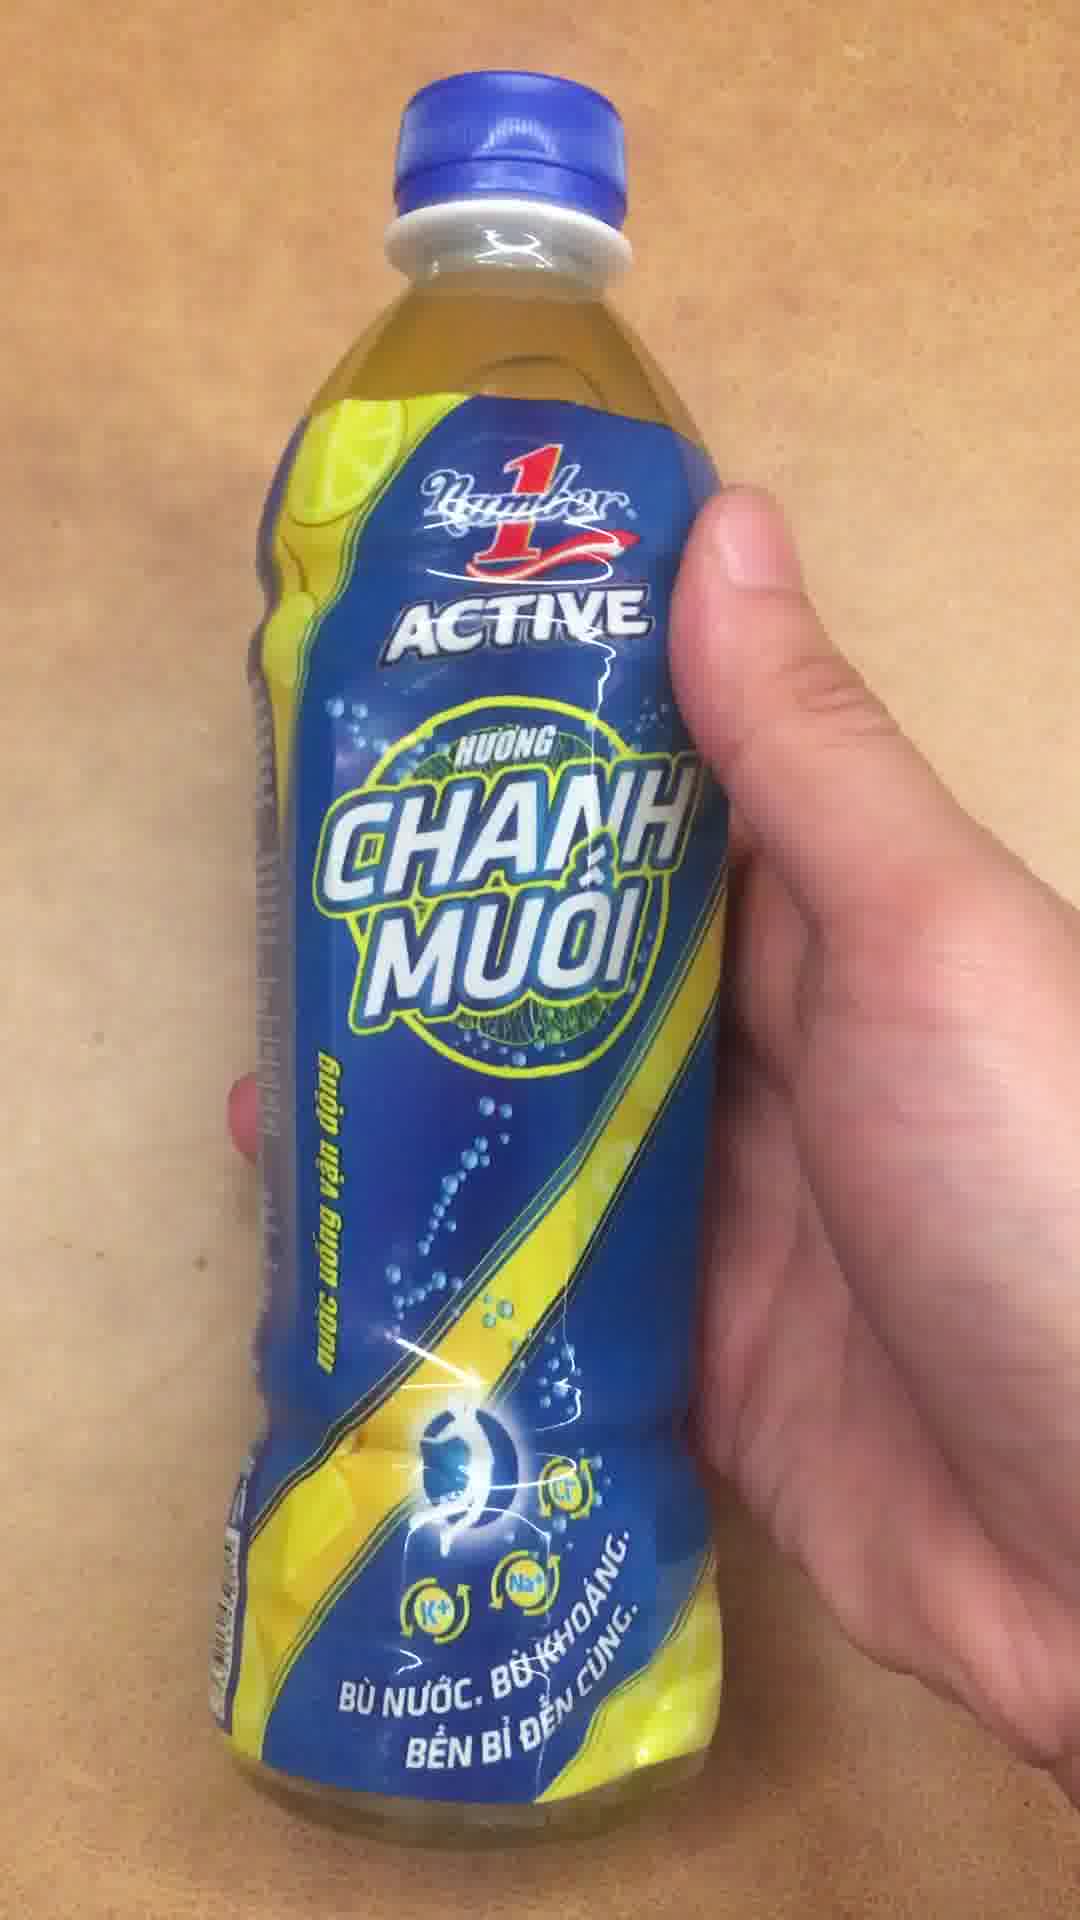 Number 1
ACTIVE
HƯƠNG
CHANH
MUỐI
nước uống vận động
Cl-
Na+
K+
BÙ NƯỚC. BÙ KHOÁNG.
BỀN BỈ ĐẾN CÙNG.